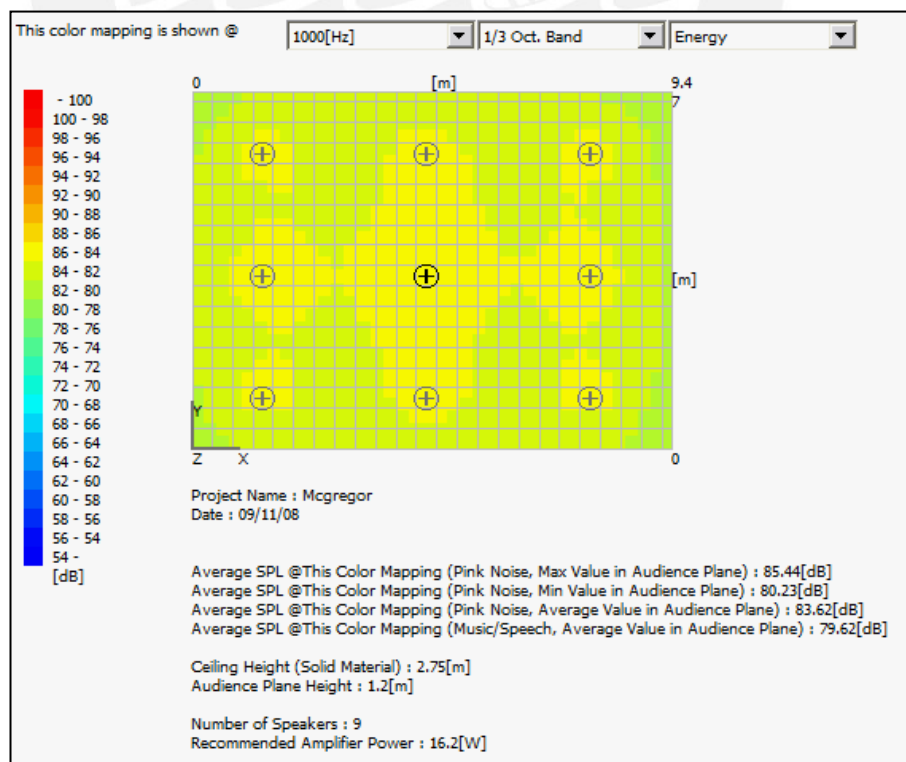 This color mapping is shown @ 1000[Hz] 1/3 Oct. Band Energy
0 [m] 9.4
7
- 100
100 - 98
98 - 96
96 - 94
94 - 92
92 - 90
90 - 88
88 - 86
86 - 84
84 - 82
82 - 80
80 - 78
78 - 76
76 - 74
74 - 72
72 - 70
70 - 68
68 - 66
66 - 64
64 - 62
62 - 60
60 - 58
58 - 56
56 - 54
54 -
[dB]
[m]
Y
Z X 0
Project Name : Mcgregor
Date : 09/11/08
Average SPL @This Color Mapping (Pink Noise, Max Value in Audience Plane) : 85.44[dB]
Average SPL @This Color Mapping (Pink Noise, Min Value in Audience Plane) : 80.23[dB]
Average SPL @This Color Mapping (Pink Noise, Average Value in Audience Plane) : 83.62[dB]
Average SPL @This Color Mapping (Music/Speech, Average Value in Audience Plane) : 79.62[dB]
Ceiling Height (Solid Material) : 2.75[m]
Audience Plane Height : 1.2[m]
Number of Speakers : 9
Recommended Amplifier Power : 16.2[W]